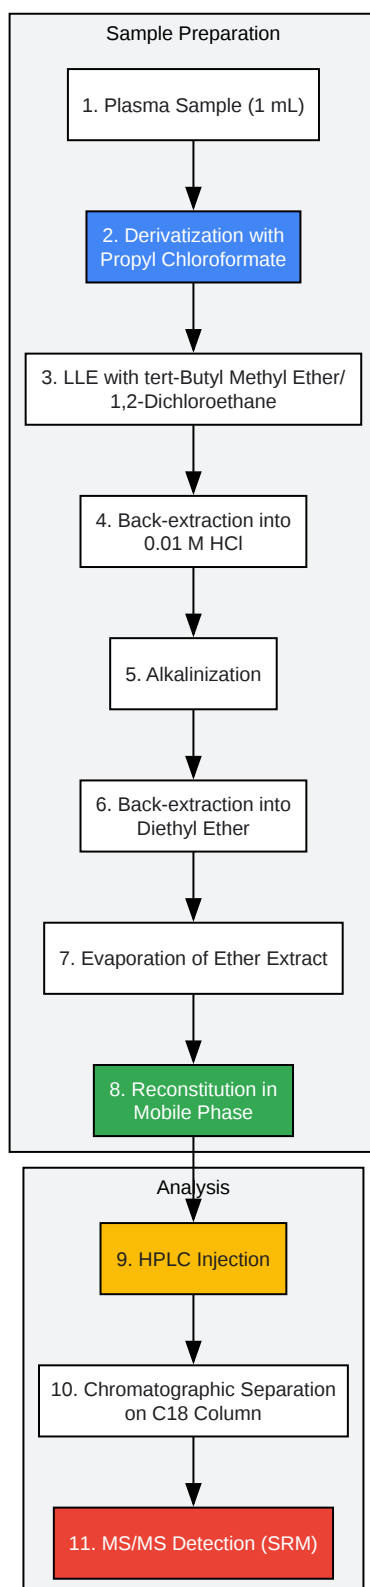 Sample Preparation
1. Plasma Sample (1 mL)
2. Derivatization with
Propyl Chloroformate
3. LLE with tert-Butyl Methyl Ether/
1,2-Dichloroethane
4. Back-extraction into
0.01 M HCl
5. Alkalinization
6. Back-extraction into
Diethyl Ether
7. Evaporation of Ether Extract
8. Reconstitution in
Mobile Phase
Analysis
9. HPLC Injection
10. Chromatographic Separation
on C18 Column
11. MS/MS Detection (SRM)